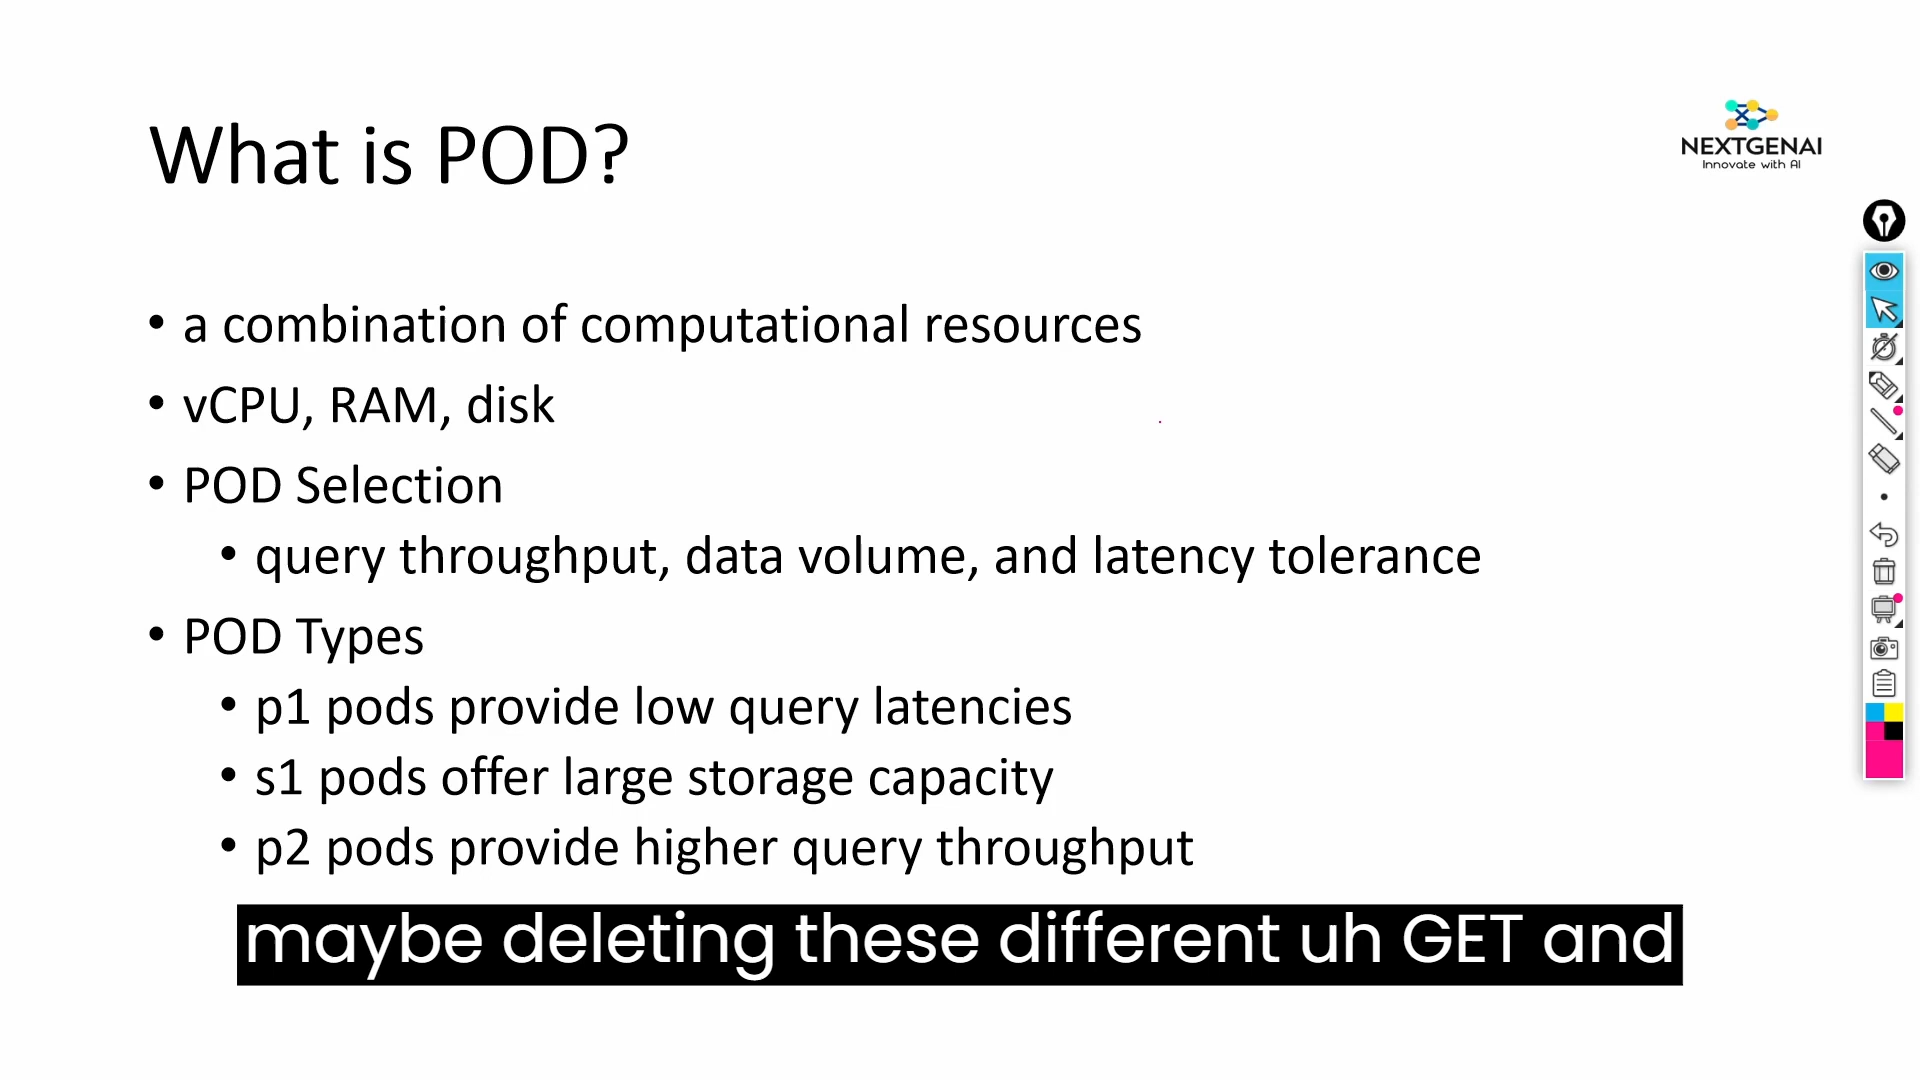 What is POD?
NEXTGENAI
Innovate with AI
• a combination of computational resources
• vCPU, RAM, disk
• POD Selection
• query throughput, data volume, and latency tolerance
• POD Types
• p1 pods provide low query latencies
• s1 pods offer large storage capacity
• p2 pods provide higher query throughput
maybe deleting these different uh GET and